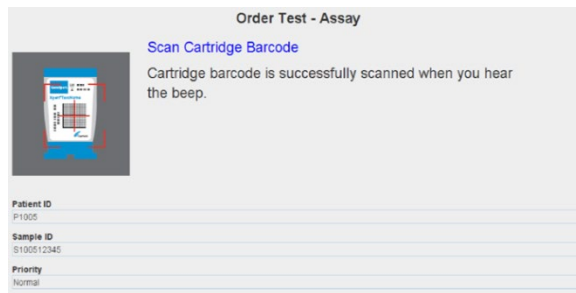 Order Test - Assay
Scan Cartridge Barcode
Cartridge barcode is successfully scanned when you hear
the beep.
Patient ID
P1005
Sample ID
S100512345
Priority
Normal